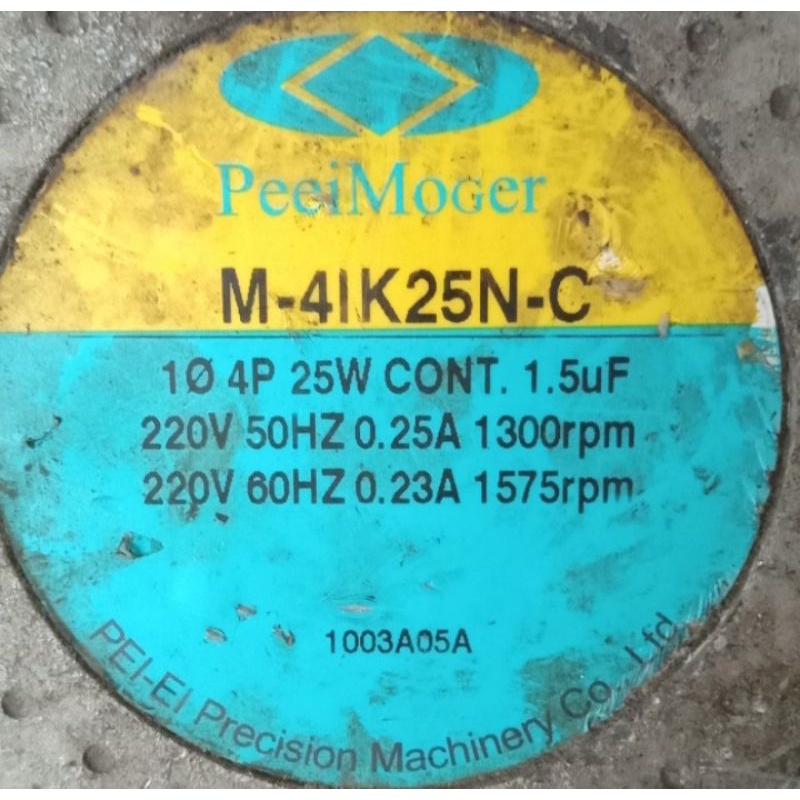 PeeiMoGer
M-4IK25N-C
1Ø 4P 25W CONT. 1.5uF
220V 50HZ 0.25A 1300rpm
220V 60HZ 0.23A 1575rpm
1003A05A
PEI-EI Precision Machinery Co., Ltd.